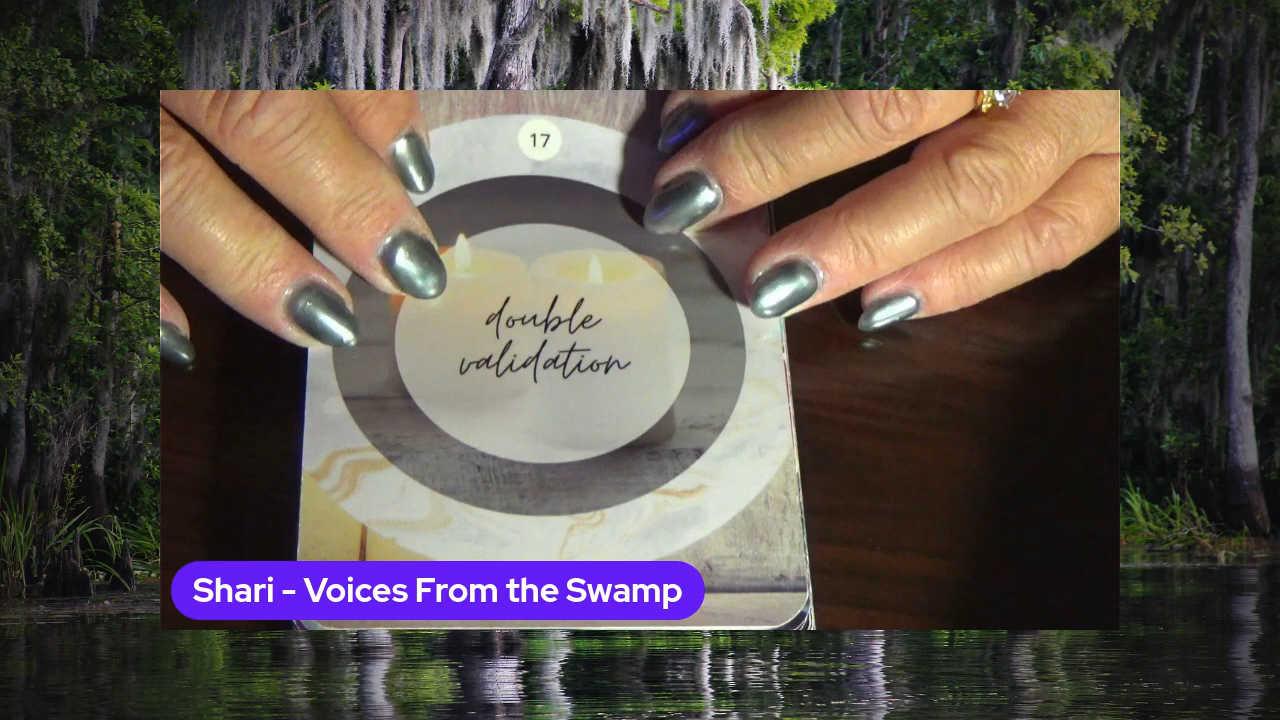 17
double
validation
Shari - Voices From the Swamp